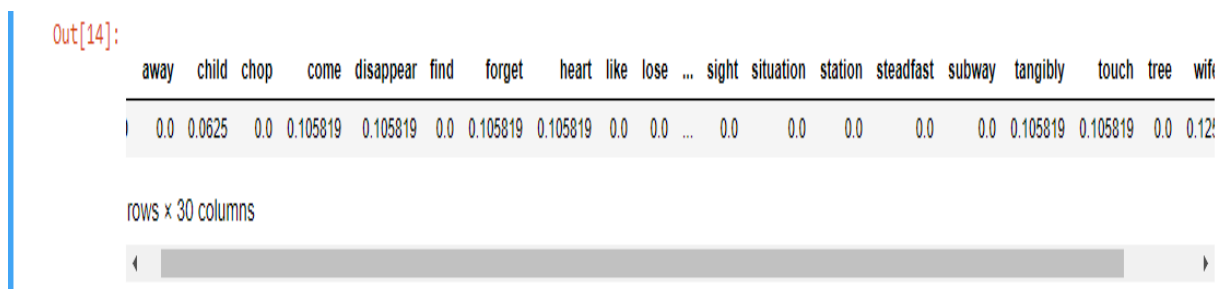 Out[14]:
away child chop come disappear find forget heart like lose ... sight situation station steadfast subway tangibly touch tree wife
0.0 0.0625 0.0 0.105819 0.105819 0.0 0.105819 0.105819 0.0 0.0 ... 0.0 0.0 0.0 0.0 0.0 0.105819 0.105819 0.0 0.12
rows × 30 columns